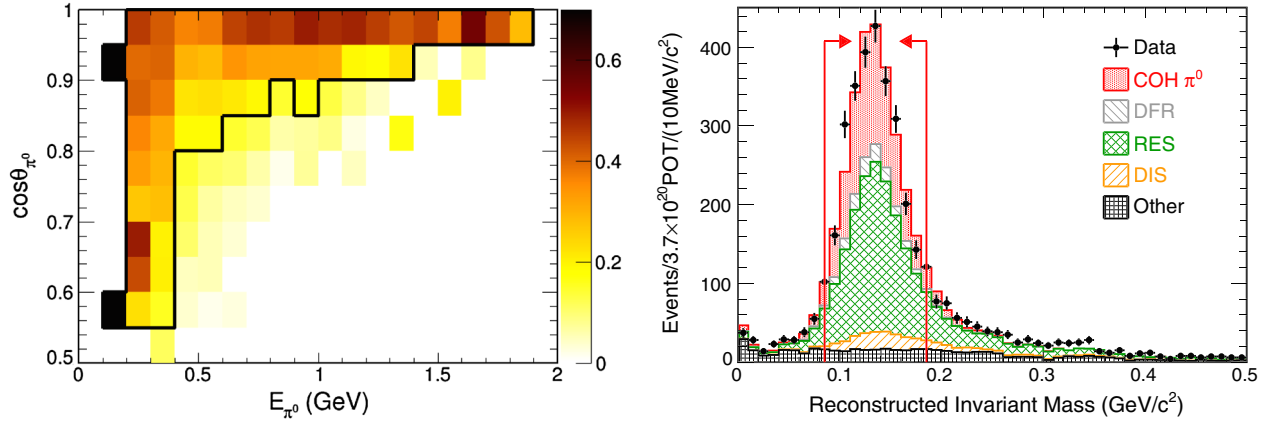 cosθπ⁰
1
0.9
0.8
0.7
0.6
0.5
0
0.5
1
1.5
2
Eπ⁰ (GeV)
0.6
0.4
0.2
0
Events/3.7×10²⁰POT/(10MeV/c²)
400
300
200
100
0
0
0.1
0.2
0.3
0.4
0.5
Reconstructed Invariant Mass (GeV/c²)
Data
COH π⁰
DFR
RES
DIS
Other